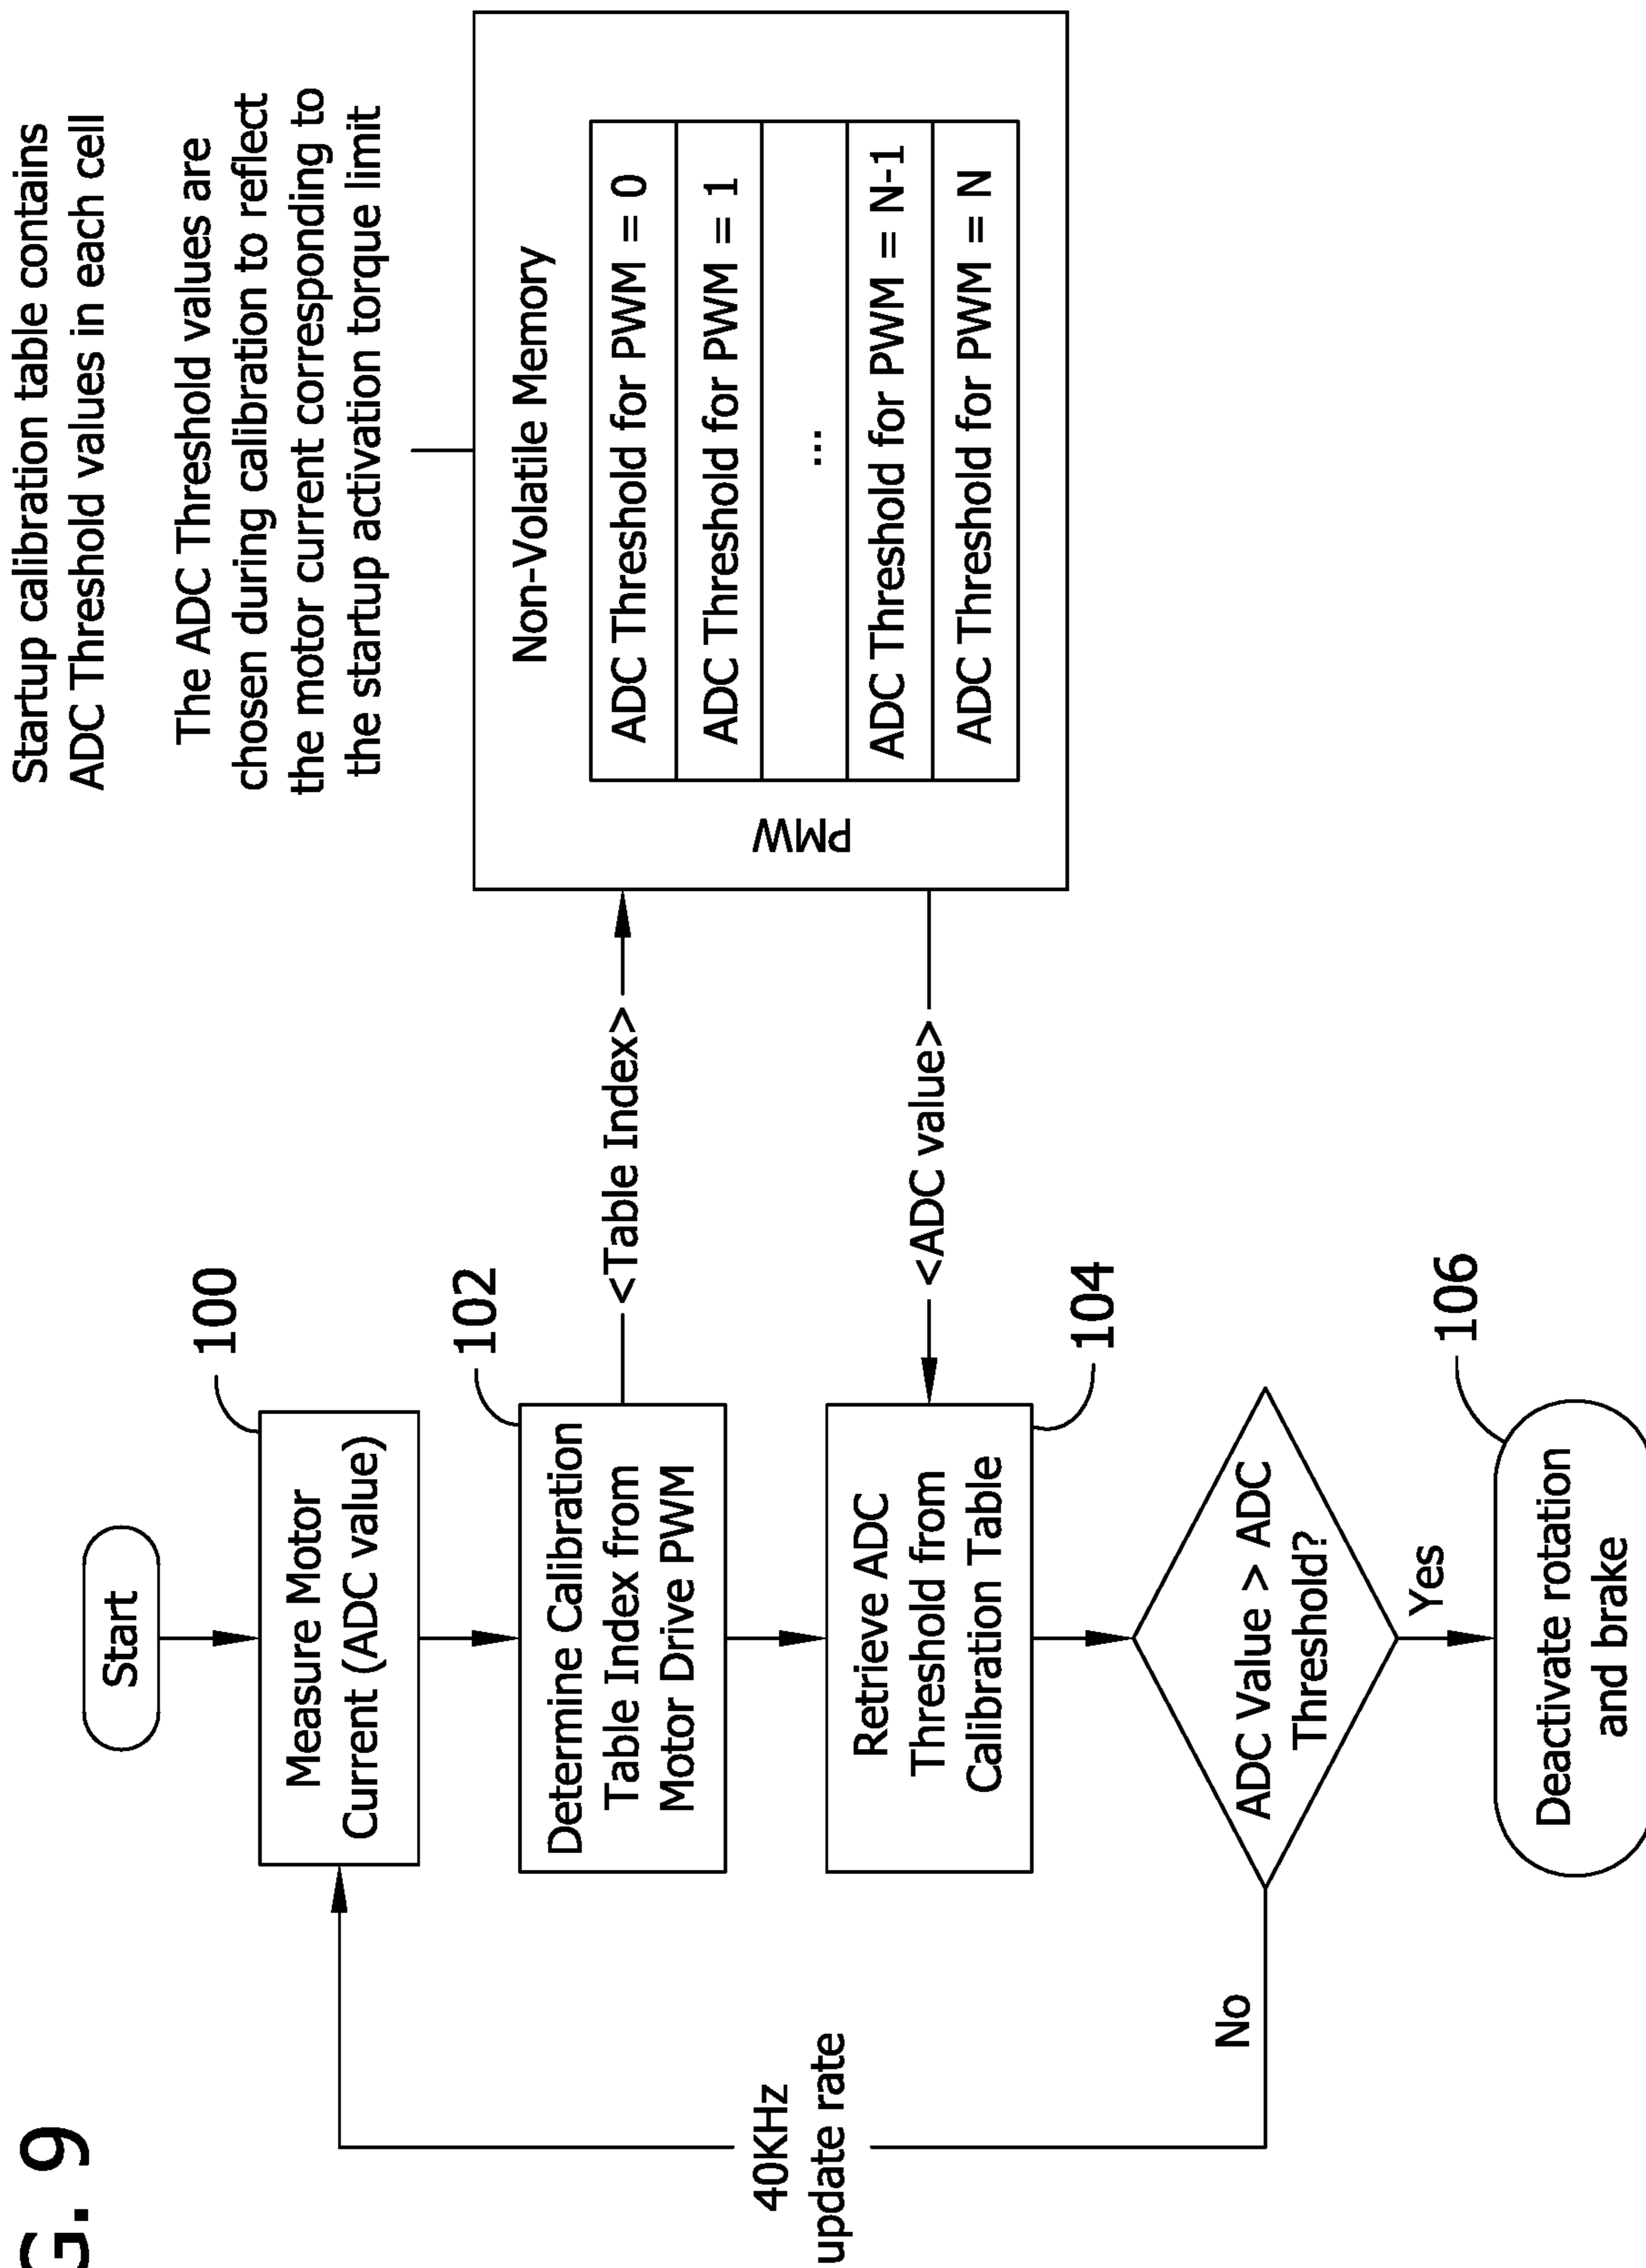 G. 9
Startup calibration table contains
ADC Threshold values in each cell
The ADC Threshold values are
chosen during calibration to reflect
the motor current corresponding to
the startup activation torque limit
Start
100
Measure Motor
Current (ADC value)
102
Determine Calibration
Table Index from
Motor Drive PWM
<Table Index>
Non-Volatile Memory
PMW
ADC Threshold for PWM = 0
ADC Threshold for PWM = 1
...
ADC Threshold for PWM = N-1
ADC Threshold for PWM = N
<ADC value>
104
Retrieve ADC
Threshold from
Calibration Table
ADC Value > ADC
Threshold?
No
40KHz
update rate
Yes
106
Deactivate rotation
and brake